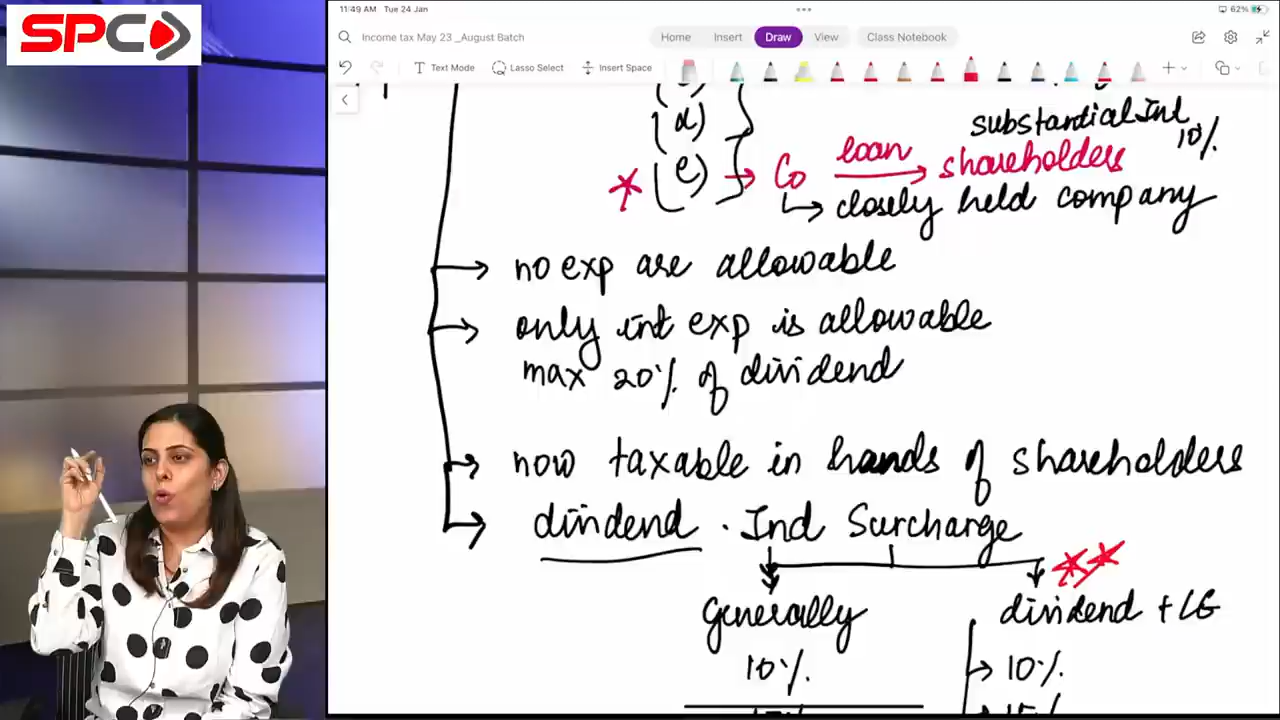 SPC
11:49 AM Tue 24 Jan
62%
Income tax May 23 _August Batch
Home Insert Draw View Class Notebook
Text Mode Lasso Select Insert Space
substantial Int
10%
(d)
loan
* (e) → Co → shareholders
↳ closely held company
→ no exp are allowable
→ only int exp is allowable
max 20% of dividend
→ now taxable in hands of shareholders
→ dividend . Ind Surcharge
Generally
dividend + CG
10%
→ 10%
15%